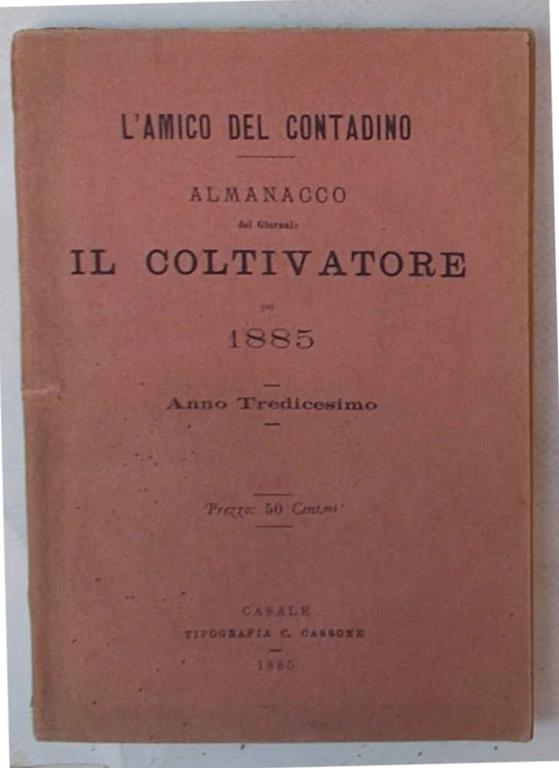 L'AMICO DEL CONTADINO
ALMANACCO
del Giornale
IL COLTIVATORE
pel
1885
Anno Tredicesimo
Prezzo: 50 Cent.mi
CASALE
TIPOGRAFIA C. CASSONE
1885